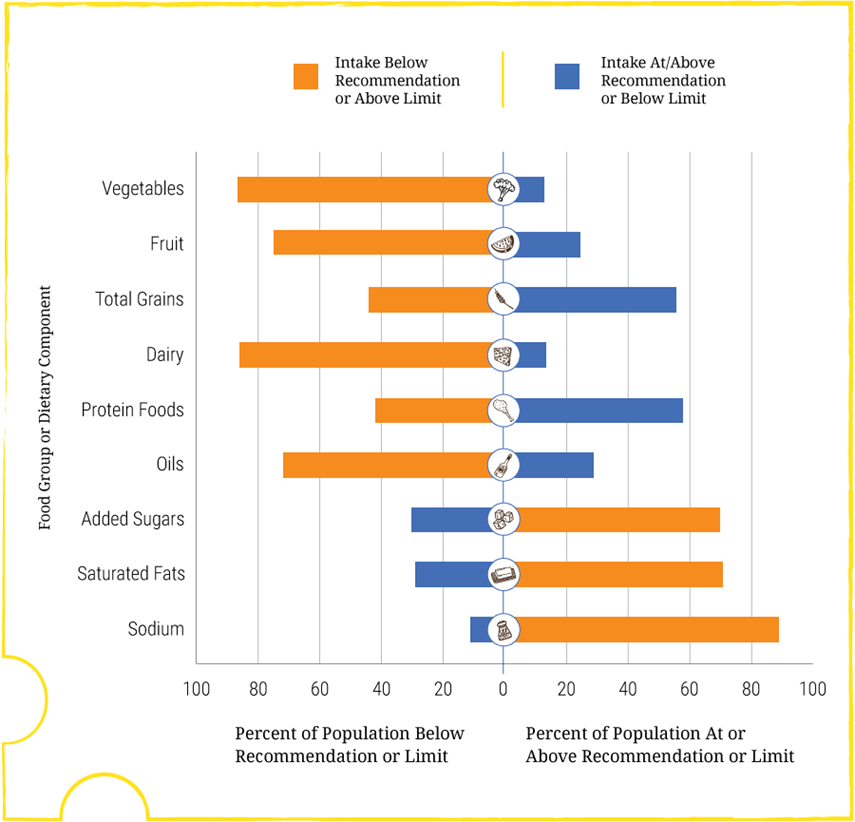 Intake Below
Recommendation
or Above Limit
Intake At/Above
Recommendation
or Below Limit
Food Group or Dietary Component
Vegetables
Fruit
Total Grains
Dairy
Protein Foods
Oils
Added Sugars
Saturated Fats
Sodium
100 80 60 40 20 0 20 40 60 80 100
Percent of Population Below
Recommendation or Limit
Percent of Population At or
Above Recommendation or Limit